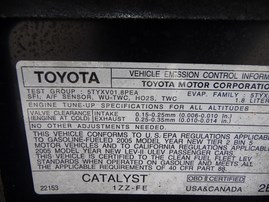 TOYOTA
VEHICLE EMISSION CONTROL INFORM
TOYOTA MOTOR CORPORATION
TEST GROUP : 5TYXV01.8PEA EVAP. FAMILY : 5TY
SFI, A/F SENSOR, WU-TWC, HO2S, TWC 1.8 LITER
ENGINE TUNE-UP SPECIFICATIONS FOR ALL ALTITUDES
VALVE CLEARANCE INTAKE 0.15-0.25mm (0.006-0.010 in.)
(ENGINE AT COLD) EXHAUST 0.25-0.35mm (0.010-0.014 in.)
NO OTHER ADJUSTMENTS NEEDED.
THIS VEHICLE CONFORMS TO U.S.EPA REGULATIONS APPLICABLE
TO GASOLINE-FUELED 2005 MODEL YEAR NEW TIER 2 BIN 5
MOTOR VEHICLES AND TO CALIFORNIA REGULATIONS APPLICABLE TO
2005 MODEL YEAR NEW LEV-II ULEV PASSENGER CARS.
CERTIFIED TO THE CLEAN FUEL FLEET LEV
STANDARDS WHEN OPERATED ON GASOLINE AND MEETS ALL
THE APPLICABLE REQUIREMENTS OF 40 CFR PART 88
CATALYST
OBD II CERTIFIED
22153 1ZZ-FE USA&CANADA